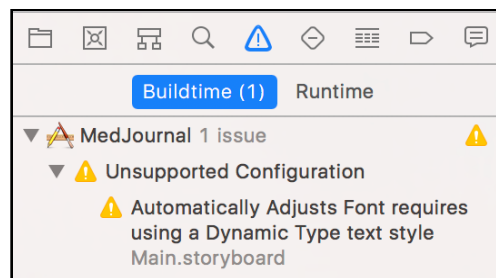 Buildtime (1) Runtime
MedJournal 1 issue
Unsupported Configuration
Automatically Adjusts Font requires
using a Dynamic Type text style
Main.storyboard